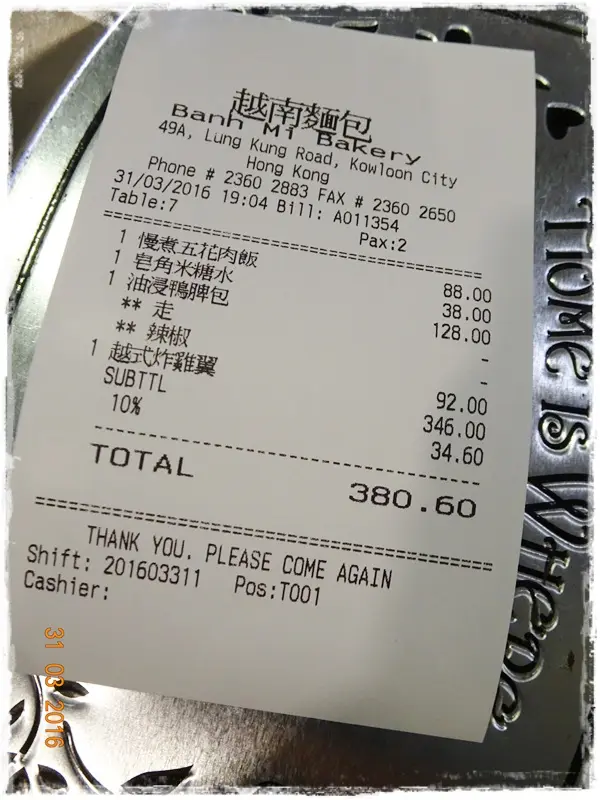 越南麵包
Banh Mi Bakery
49A, Lung Kung Road, Kowloon City
Hong Kong
Phone # 2360 2883 FAX # 2360 2650
31/03/2016 19:04 Bill: A011354
Table:7 Pax:2
1 慢煮五花肉飯 88.00
1 皂角米糖水 38.00
1 油浸鴨脾包 128.00
** 走 -
** 辣椒 -
1 越式炸雞翼 92.00
SUBTTL 346.00
10% 34.60
TOTAL 380.60
THANK YOU, PLEASE COME AGAIN
Shift: 201603311 Pos:T001
Cashier:
31 03 2016
IS